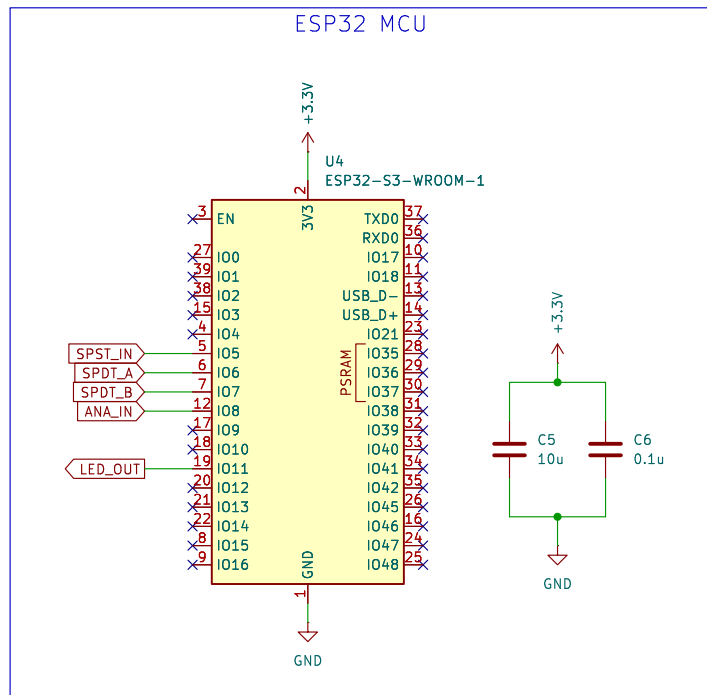 ESP32 MCU
+3.3V
U4
ESP32-S3-WROOM-1
2
3V3
3 EN
TXD0 37
RXD0 36
27 IO0
IO17 10
39 IO1
IO18 11
38 IO2
USB_D- 13
15 IO3
USB_D+ 14
4 IO4
IO21 23
SPST_IN 5 IO5
IO35 28
SPDT_A 6 IO6
IO36 29
SPDT_B 7 IO7
IO37 30
PSRAM
ANA_IN 12 IO8
IO38 31
17 IO9
IO39 32
18 IO10
IO40 33
LED_OUT 19 IO11
IO41 34
20 IO12
IO42 35
21 IO13
IO45 26
22 IO14
IO46 16
8 IO15
IO47 24
9 IO16
IO48 25
GND
1
GND
+3.3V
C5
10u
C6
0.1u
GND